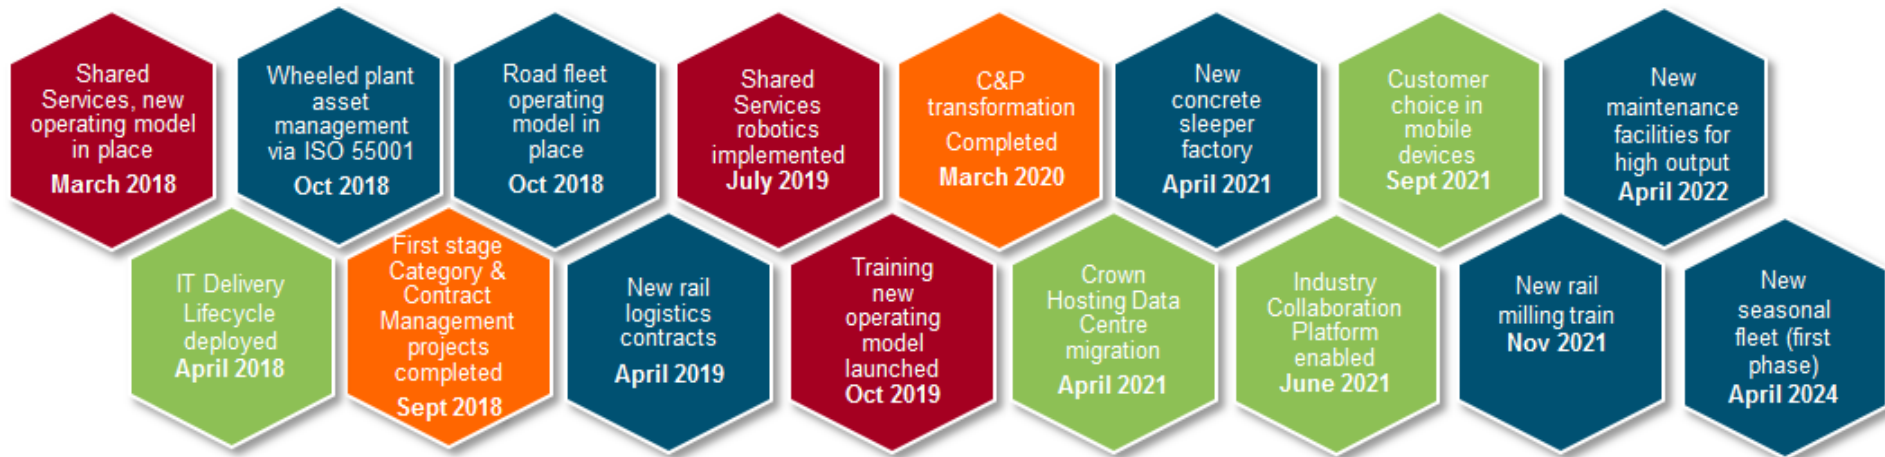 Shared
Services, new
operating model
in place
March 2018
Wheeled plant
asset
management
via ISO 55001
Oct 2018
Road fleet
operating
model in
place
Oct 2018
Shared
Services
robotics
implemented
July 2019
C&P
transformation
Completed
March 2020
New
concrete
sleeper
factory
April 2021
Customer
choice in
mobile
devices
Sept 2021
New
maintenance
facilities for
high output
April 2022
IT Delivery
Lifecycle
deployed
April 2018
First stage
Category &
Contract
Management
projects
completed
Sept 2018
New rail
logistics
contracts
April 2019
Training
new
operating
model
launched
Oct 2019
Crown
Hosting Data
Centre
migration
April 2021
Industry
Collaboration
Platform
enabled
June 2021
New rail
milling train
Nov 2021
New
seasonal
fleet (first
phase)
April 2024